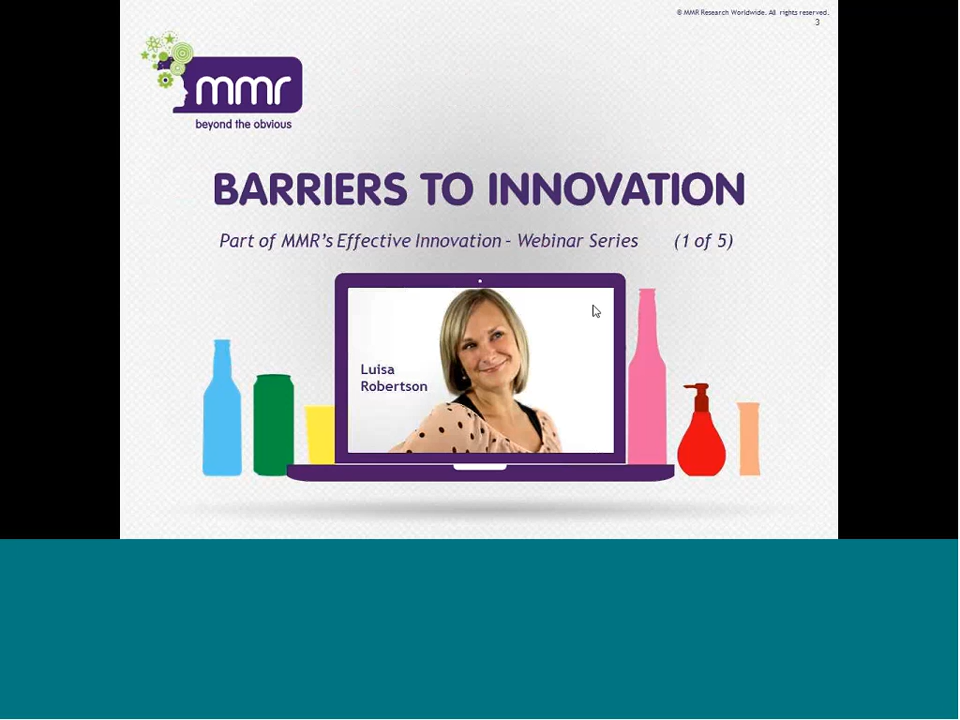 © MMR Research Worldwide. All rights reserved.
3
mmr
beyond the obvious
BARRIERS TO INNOVATION
Part of MMR's Effective Innovation - Webinar Series (1 of 5)
Luisa
Robertson